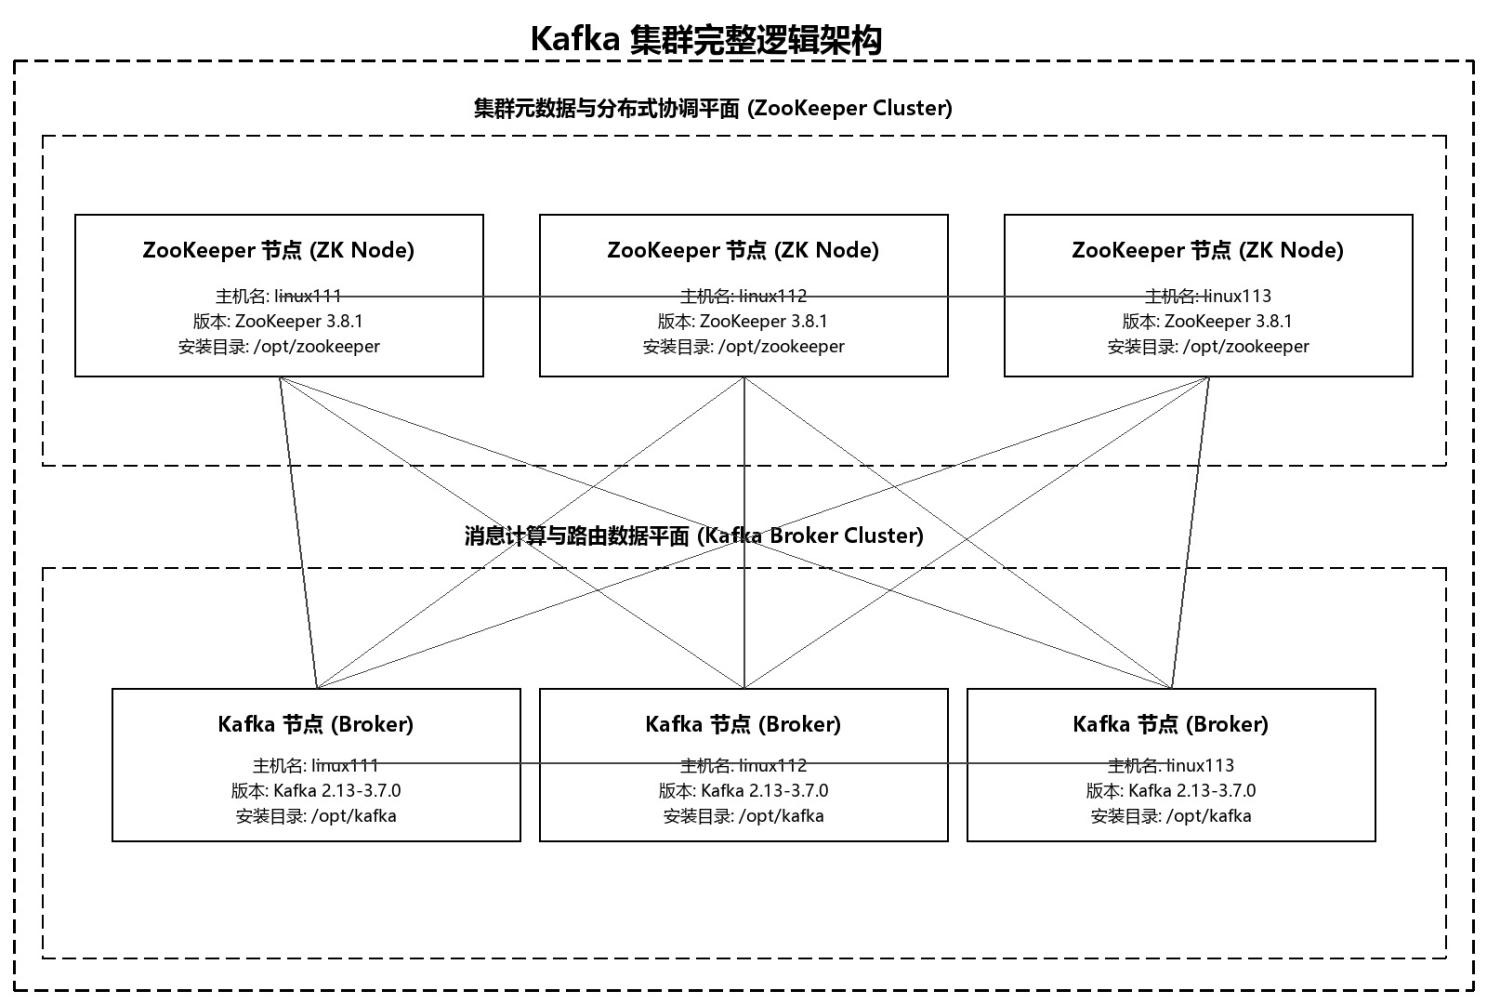 Kafka 集群完整逻辑架构
集群元数据与分布式协调平面 (ZooKeeper Cluster)
ZooKeeper 节点 (ZK Node)
主机名: linux111
版本: ZooKeeper 3.8.1
安装目录: /opt/zookeeper
ZooKeeper 节点 (ZK Node)
主机名: linux112
版本: ZooKeeper 3.8.1
安装目录: /opt/zookeeper
ZooKeeper 节点 (ZK Node)
主机名: linux113
版本: ZooKeeper 3.8.1
安装目录: /opt/zookeeper
消息计算与路由数据平面 (Kafka Broker Cluster)
Kafka 节点 (Broker)
主机名: linux111
版本: Kafka 2.13-3.7.0
安装目录: /opt/kafka
Kafka 节点 (Broker)
主机名: linux112
版本: Kafka 2.13-3.7.0
安装目录: /opt/kafka
Kafka 节点 (Broker)
主机名: linux113
版本: Kafka 2.13-3.7.0
安装目录: /opt/kafka